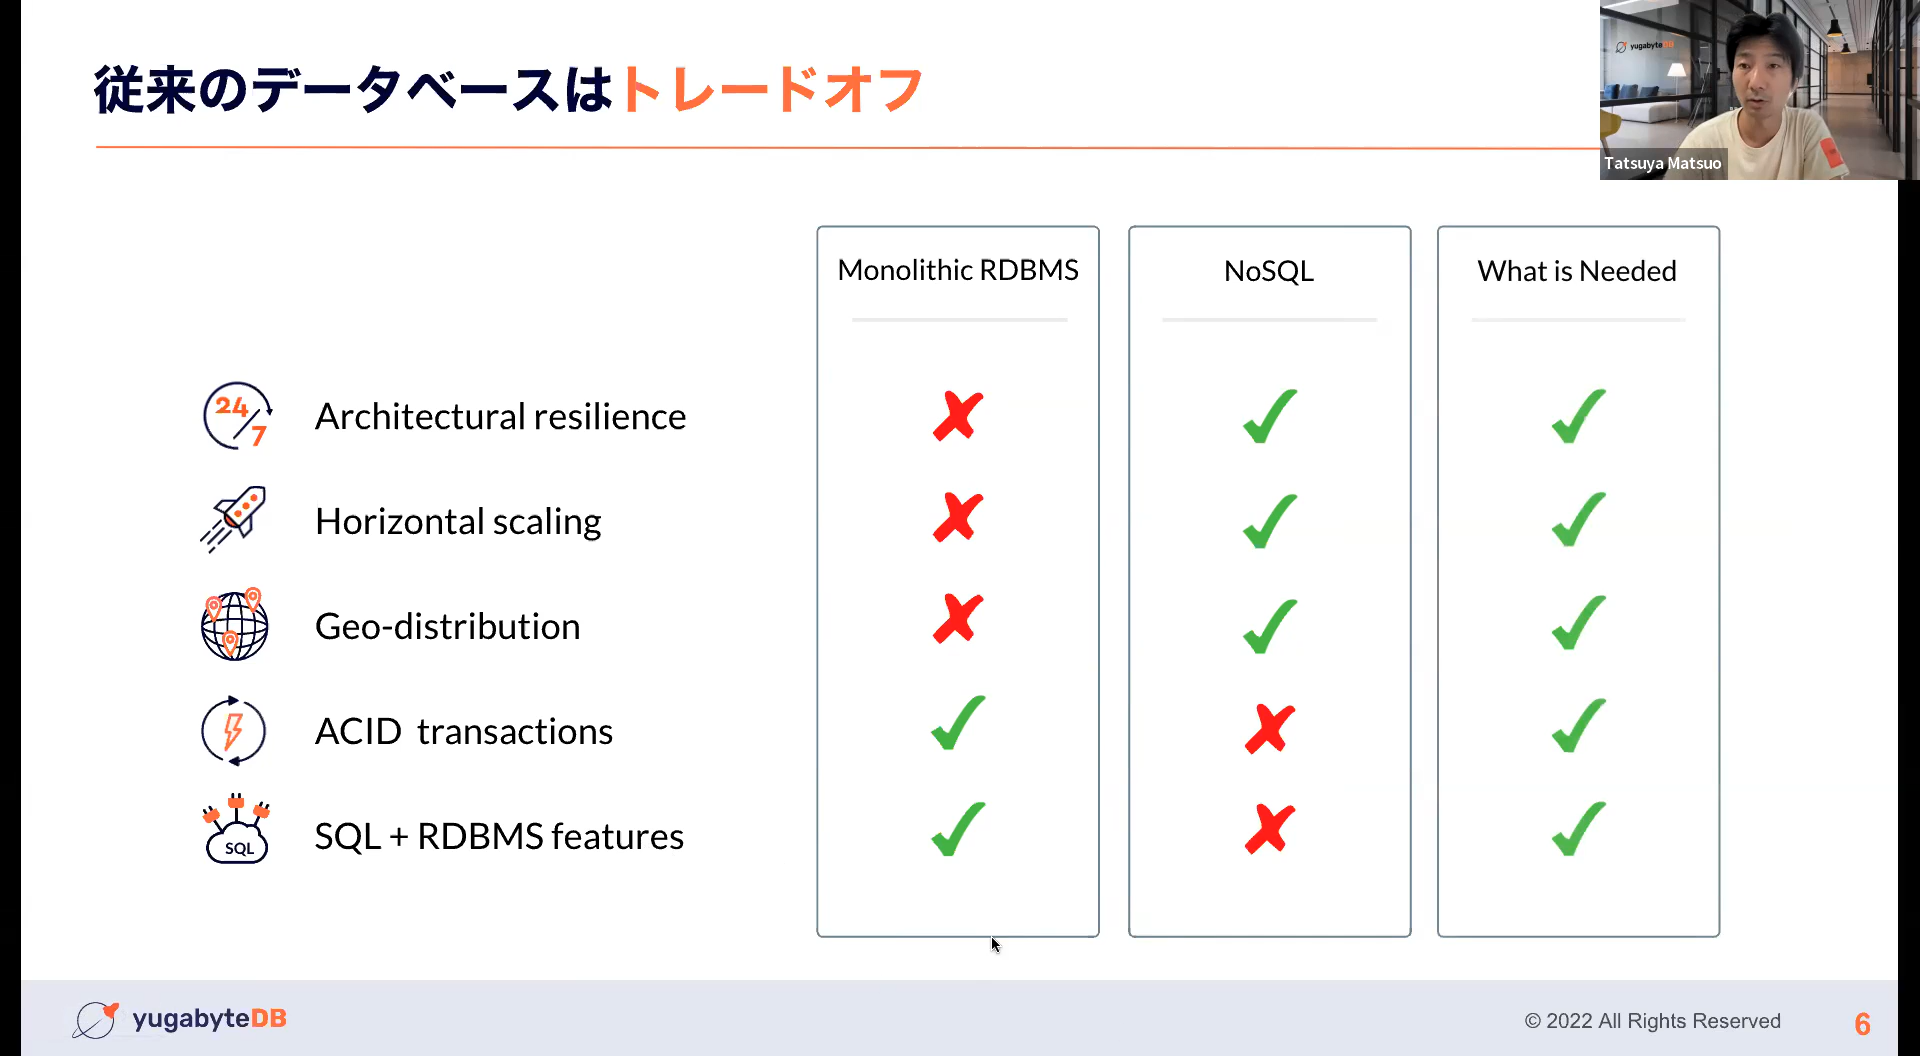 従来のデータベースはトレードオフ
yugabyteDB
Tatsuya Matsuo
Monolithic RDBMS
NoSQL
What is Needed
24/7
Architectural resilience
Horizontal scaling
Geo-distribution
ACID transactions
SQL
SQL + RDBMS features
yugabyteDB
© 2022 All Rights Reserved
6